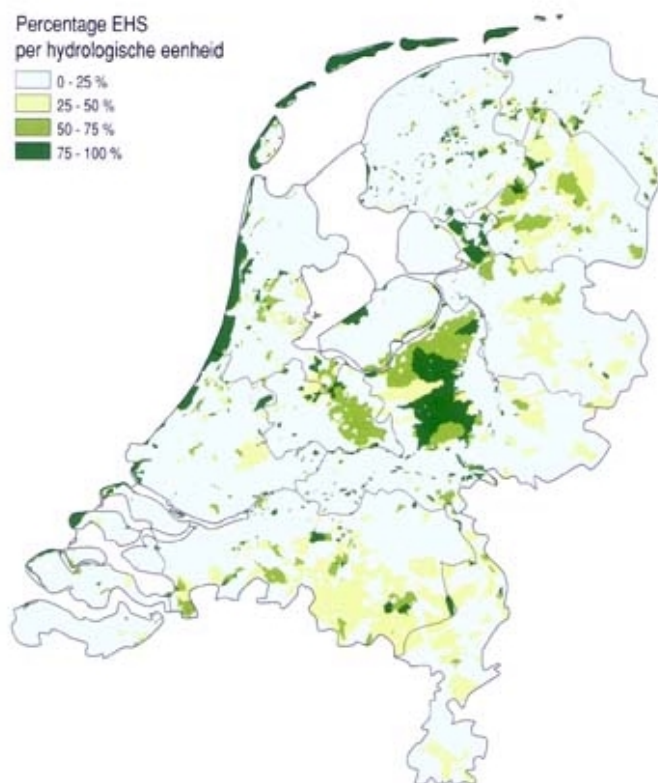 Percentage EHS
per hydrologische eenheid
0 - 25 %
25 - 50 %
50 - 75 %
75 - 100 %